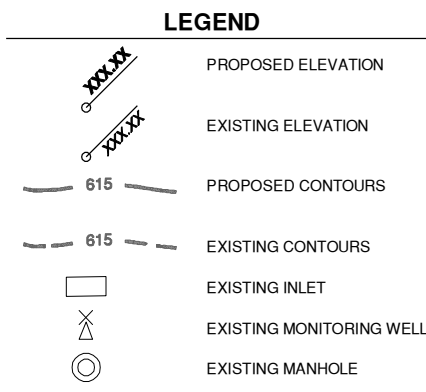 LEGEND
XXX.XX PROPOSED ELEVATION
XXX.XX EXISTING ELEVATION
615 PROPOSED CONTOURS
615 EXISTING CONTOURS
EXISTING INLET
EXISTING MONITORING WELL
EXISTING MANHOLE